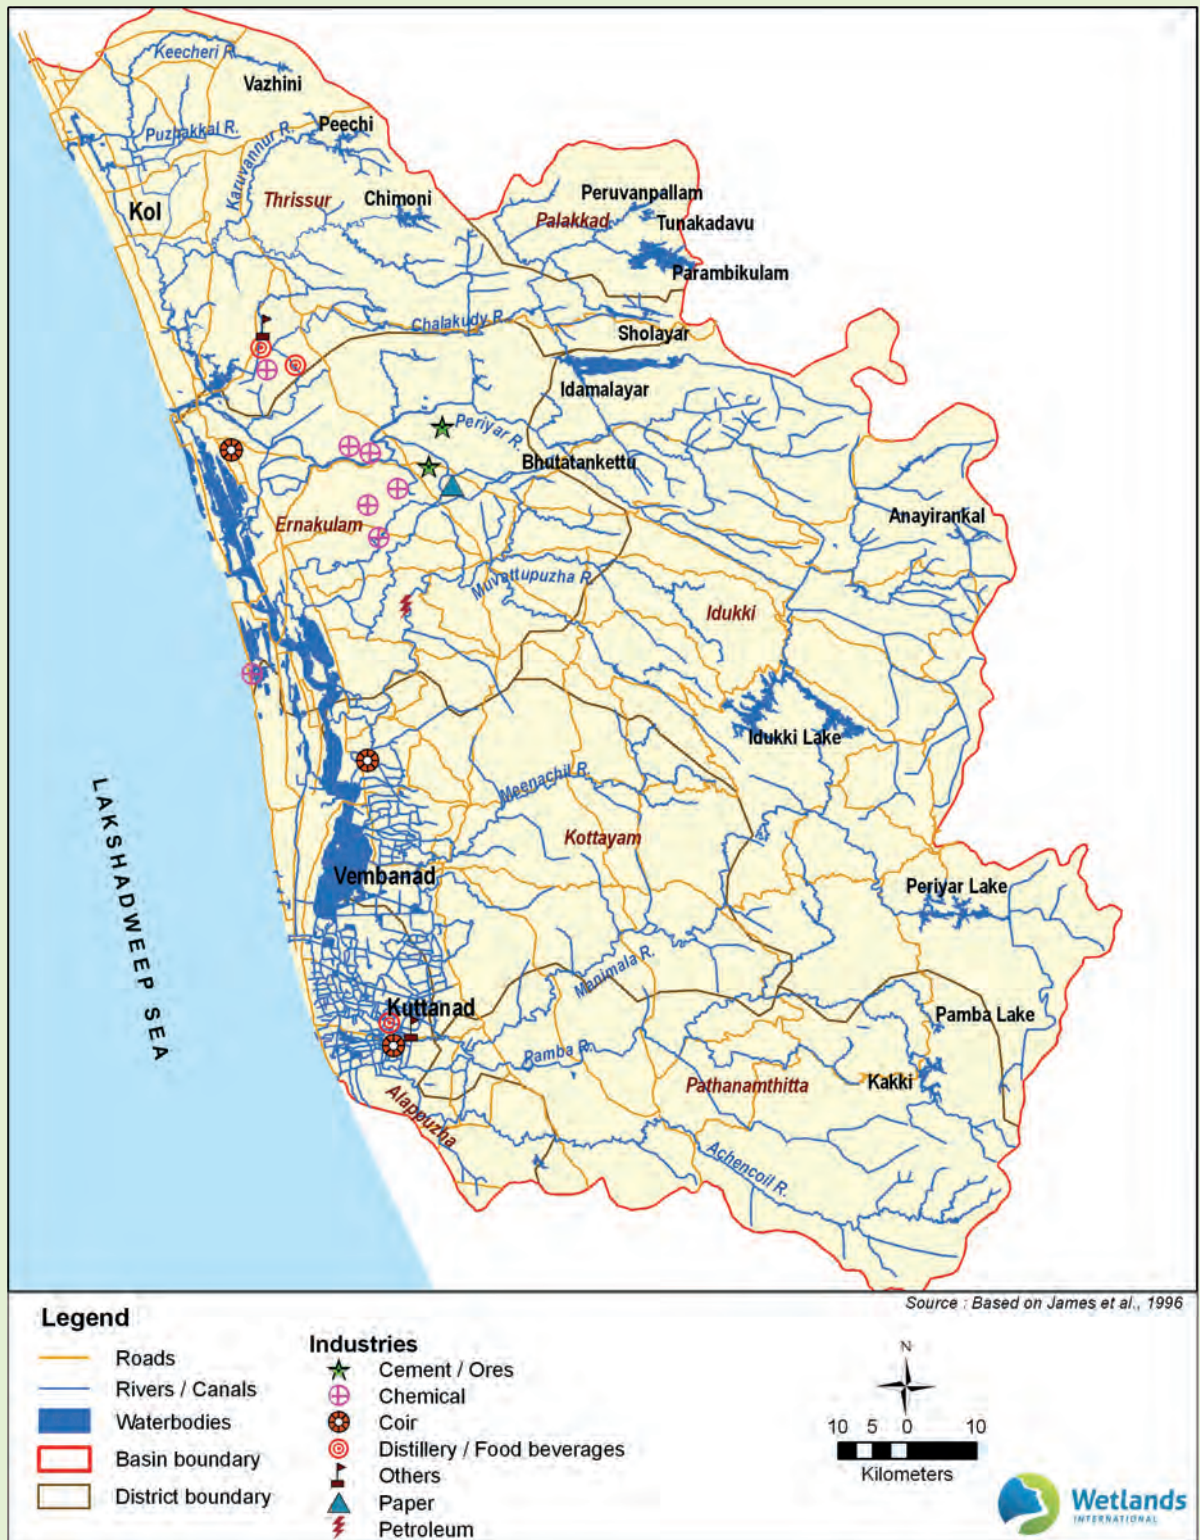 Keecheri R.
Vazhini
Puzhakkal R.
Peechi
Karuvannur R.
Kol
Thrissur
Chimoni
Peruvanpallam
Palakkad
Tunakadavu
Parambikulam
Chalakudy R.
Sholayar
Idamalayar
Periyar R.
Bhutatankettu
Ernakulam
Anayirankal
Muvattupuzha R.
Idukki
Idukki Lake
Meenachil R.
Kottayam
Vembanad
Periyar Lake
LAKSHADWEEP SEA
Manimala R.
Kuttanad
Pamba Lake
Pamba R.
Kakki
Pathanamthitta
Alappuzha
Achencoil R.
Source : Based on James et al., 1996
Legend
Roads
Rivers / Canals
Waterbodies
Basin boundary
District boundary
Industries
Cement / Ores
Chemical
Coir
Distillery / Food beverages
Others
Paper
Petroleum
N
10 5 0 10
Kilometers
Wetlands
INTERNATIONAL